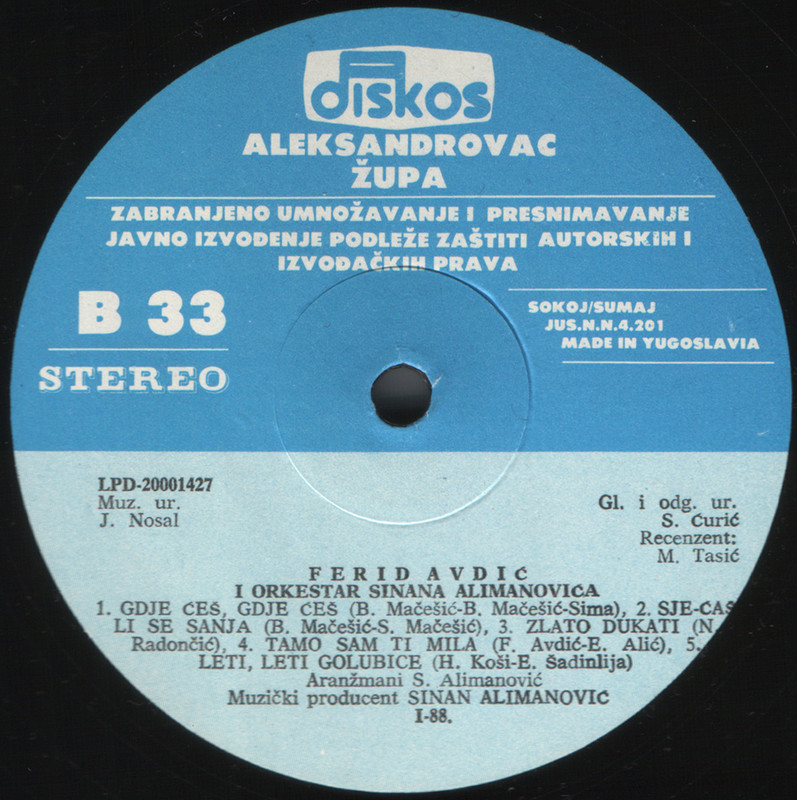 DISKOS
ALEKSANDROVAC
ŽUPA
ZABRANJENO UMNOŽAVANJE I PRESNIMAVANJE
JAVNO IZVOĐENJE PODLEŽE ZAŠTITI AUTORSKIH I
IZVOĐAČKIH PRAVA
B 33
STEREO
SOKOJ/SUMAJ
JUS.N.N.4.201
MADE IN YUGOSLAVIA
LPD-20001427
Muz. ur.
J. Nosal
Gl. i odg. ur.
S. Ćurić
Recenzent:
M. Tasić
FERID AVDIĆ
I ORKESTAR SINANA ALIMANOVIĆA
1. GDJE ĆEŠ, GDJE ĆEŠ (B. Mačešić-B. Mačešić-Sima), 2. SJE-ĆAŠ
LI SE SANJA (B. Mačešić-S. Mačešić), 3. ZLATO DUKATI (N.
Radončić), 4. TAMO SAM TI MILA (F. Avdić-E. Alić), 5.
LETI, LETI GOLUBICE (H. Koši-E. Šadinlija)
Aranžmani S. Alimanović
Muzički producent SINAN ALIMANOVIĆ
I-88.